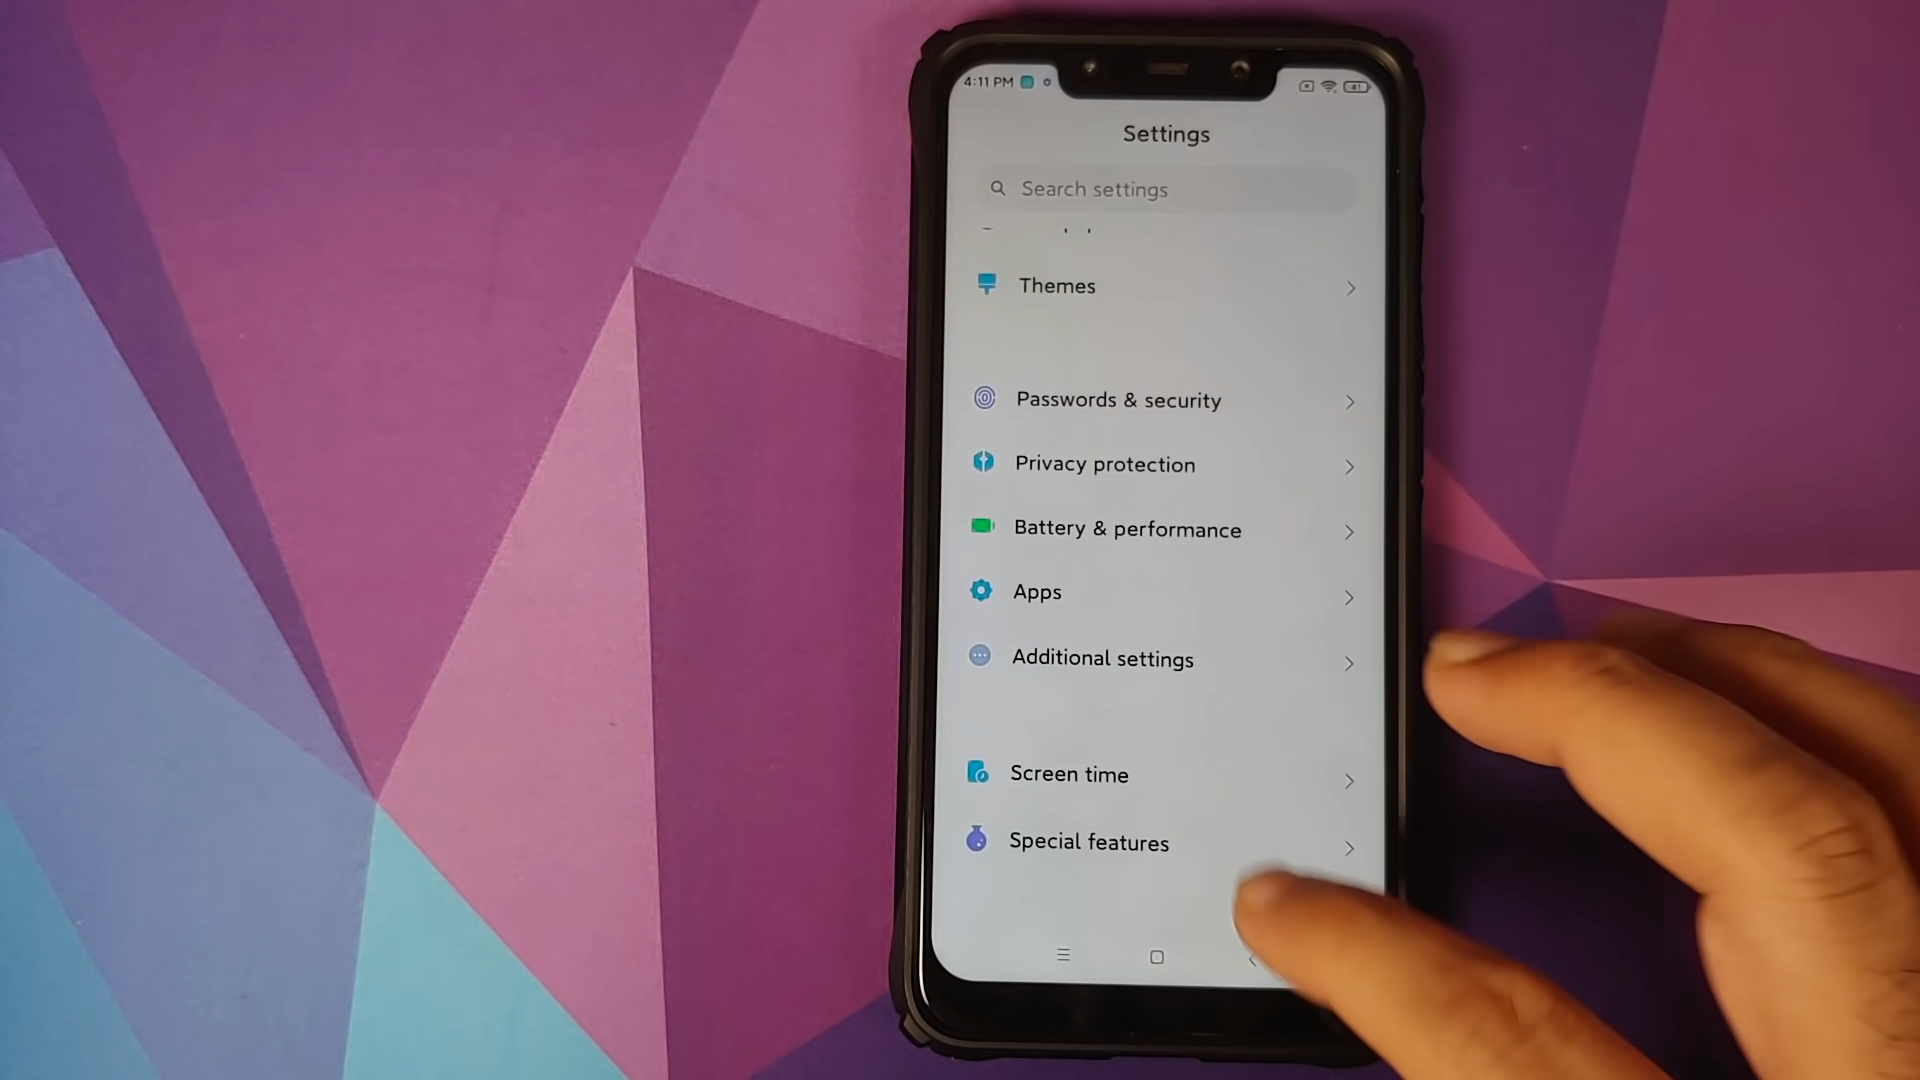 4:11 PM
41
Settings
Search settings
Themes
Passwords & security
Privacy protection
Battery & performance
Apps
Additional settings
Screen time
Special features